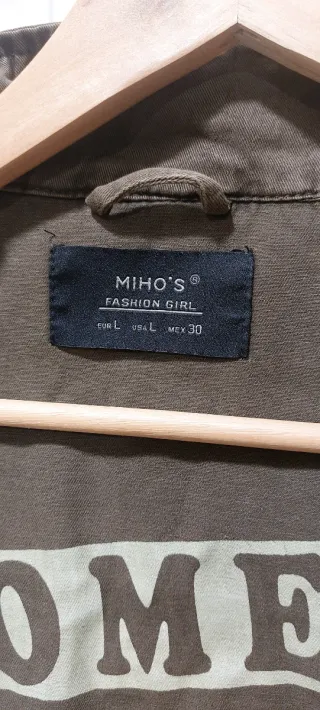 MIHO'S ®
FASHION GIRL
EUR L USA L MEX 30
OME